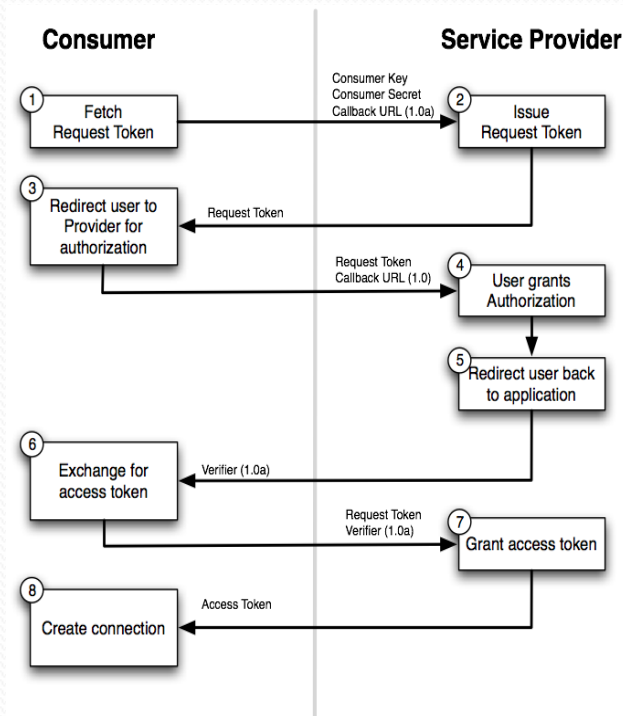 Consumer
Service Provider
Consumer Key
Consumer Secret
Callback URL (1.0a)
1
Fetch
Request Token
2
Issue
Request Token
3
Redirect user to
Provider for
authorization
Request Token
Request Token
Callback URL (1.0)
4
User grants
Authorization
5
Redirect user back
to application
6
Exchange for
access token
Verifier (1.0a)
Request Token
Verifier (1.0a)
7
Grant access token
8
Create connection
Access Token